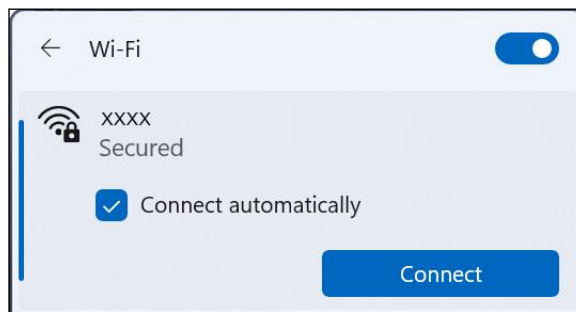 Wi-Fi
xxxx
Secured
Connect automatically
Connect